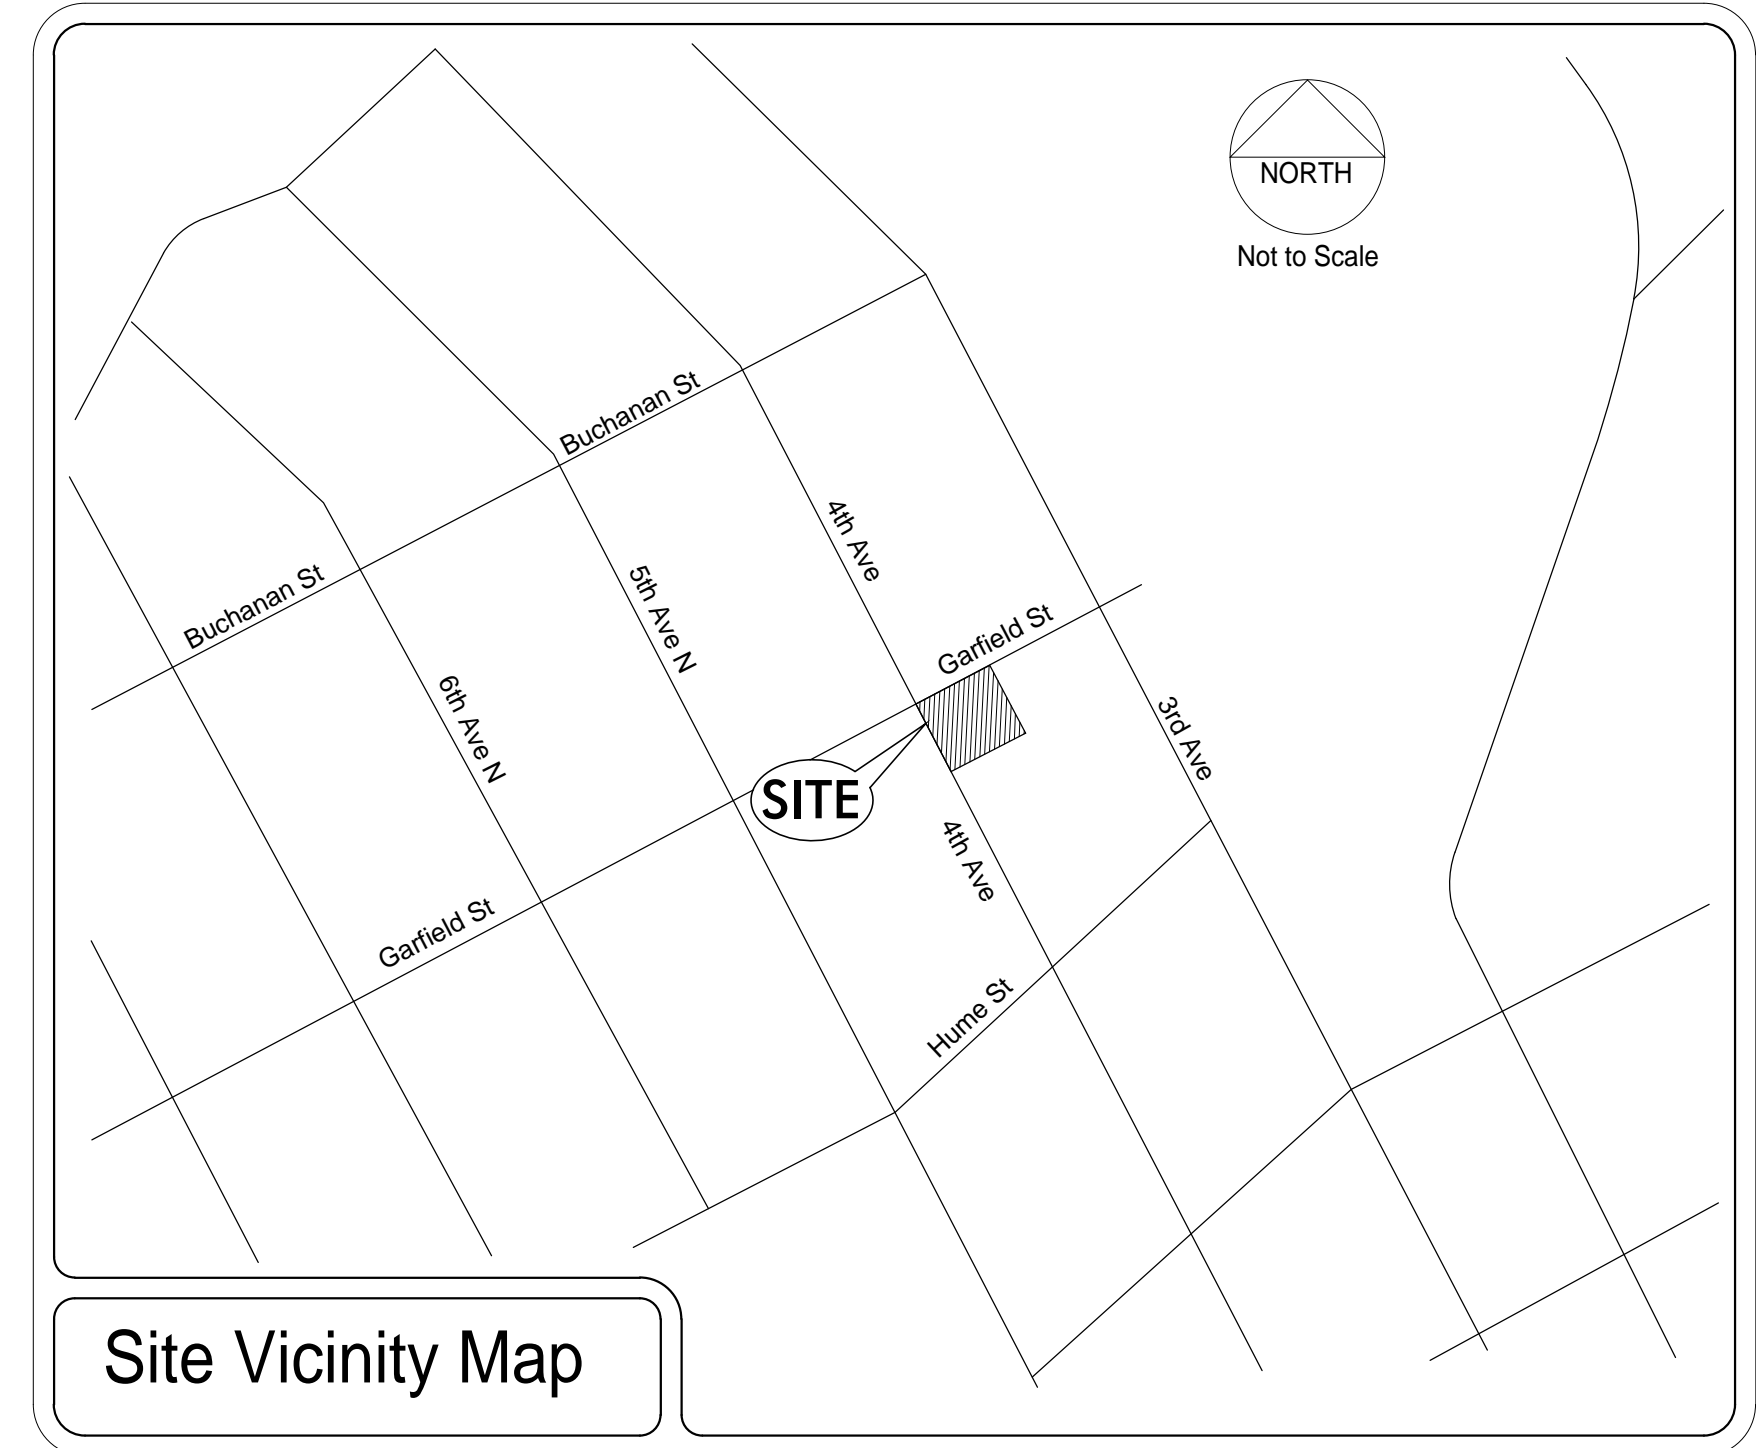 NORTH
Not to Scale
Buchanan St
4th Ave
Buchanan St
5th Ave N
Garfield St
6th Ave N
3rd Ave
SITE
4th Ave
Garfield St
Hume St
Site Vicinity Map